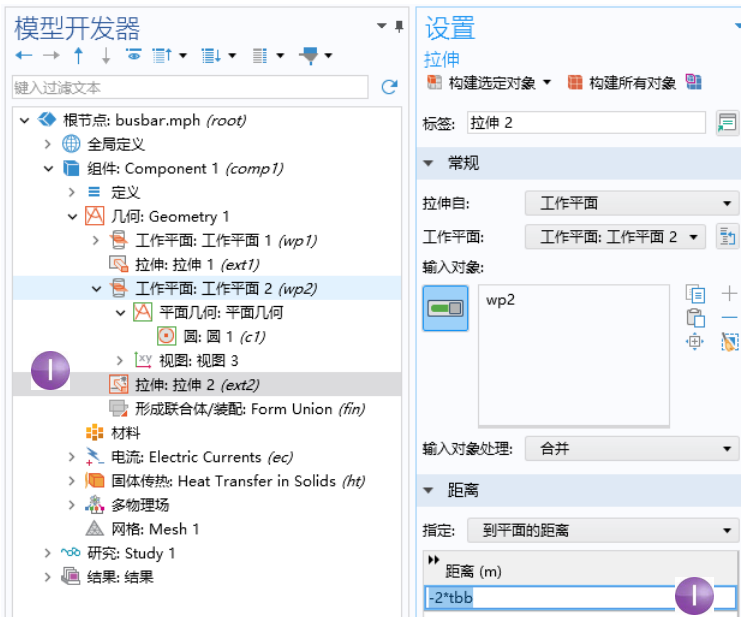 模型开发器
键入过滤文本
根节点: busbar.mph (root)
全局定义
组件: Component 1 (comp1)
定义
几何: Geometry 1
工作平面: 工作平面 1 (wp1)
拉伸: 拉伸 1 (ext1)
工作平面: 工作平面 2 (wp2)
平面几何: 平面几何
圆: 圆 1 (c1)
xy 视图: 视图 3
I
拉伸: 拉伸 2 (ext2)
形成联合体/装配: Form Union (fin)
材料
电流: Electric Currents (ec)
固体传热: Heat Transfer in Solids (ht)
多物理场
网格: Mesh 1
研究: Study 1
结果: 结果
设置
拉伸
构建选定对象 构建所有对象
标签: 拉伸 2
常规
拉伸自: 工作平面
工作平面: 工作平面: 工作平面 2
输入对象:
wp2
输入对象处理: 合并
距离
指定: 到平面的距离
距离 (m)
-2*tbb
I